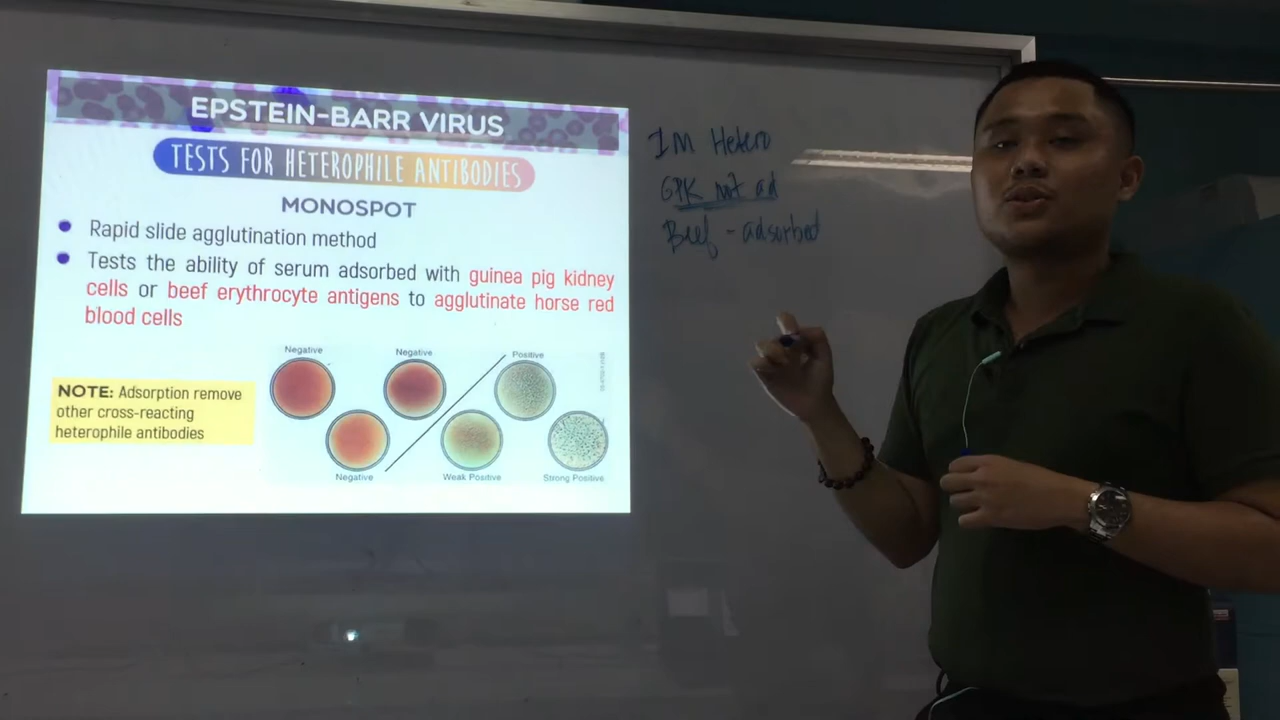 EPSTEIN-BARR VIRUS
TESTS FOR HETEROPHILE ANTIBODIES
MONOSPOT
Rapid slide agglutination method
Tests the ability of serum adsorbed with guinea pig kidney
cells or beef erythrocyte antigens to agglutinate horse red
blood cells
NOTE: Adsorption remove
other cross-reacting
heterophile antibodies
Negative
Negative
Positive
Negative
Weak Positive
Strong Positive
IM Hetero
GPK not ad
Beef - adsorbed